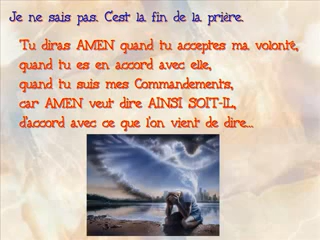 Je ne sais pas. C'est la fin de la prière.
Tu diras AMEN quand tu acceptes ma volonté,
quand tu es en accord avec elle,
quand tu suis mes Commandements,
car AMEN veut dire AINSI SOIT-IL,
d'accord avec ce que l'on vient de dire...